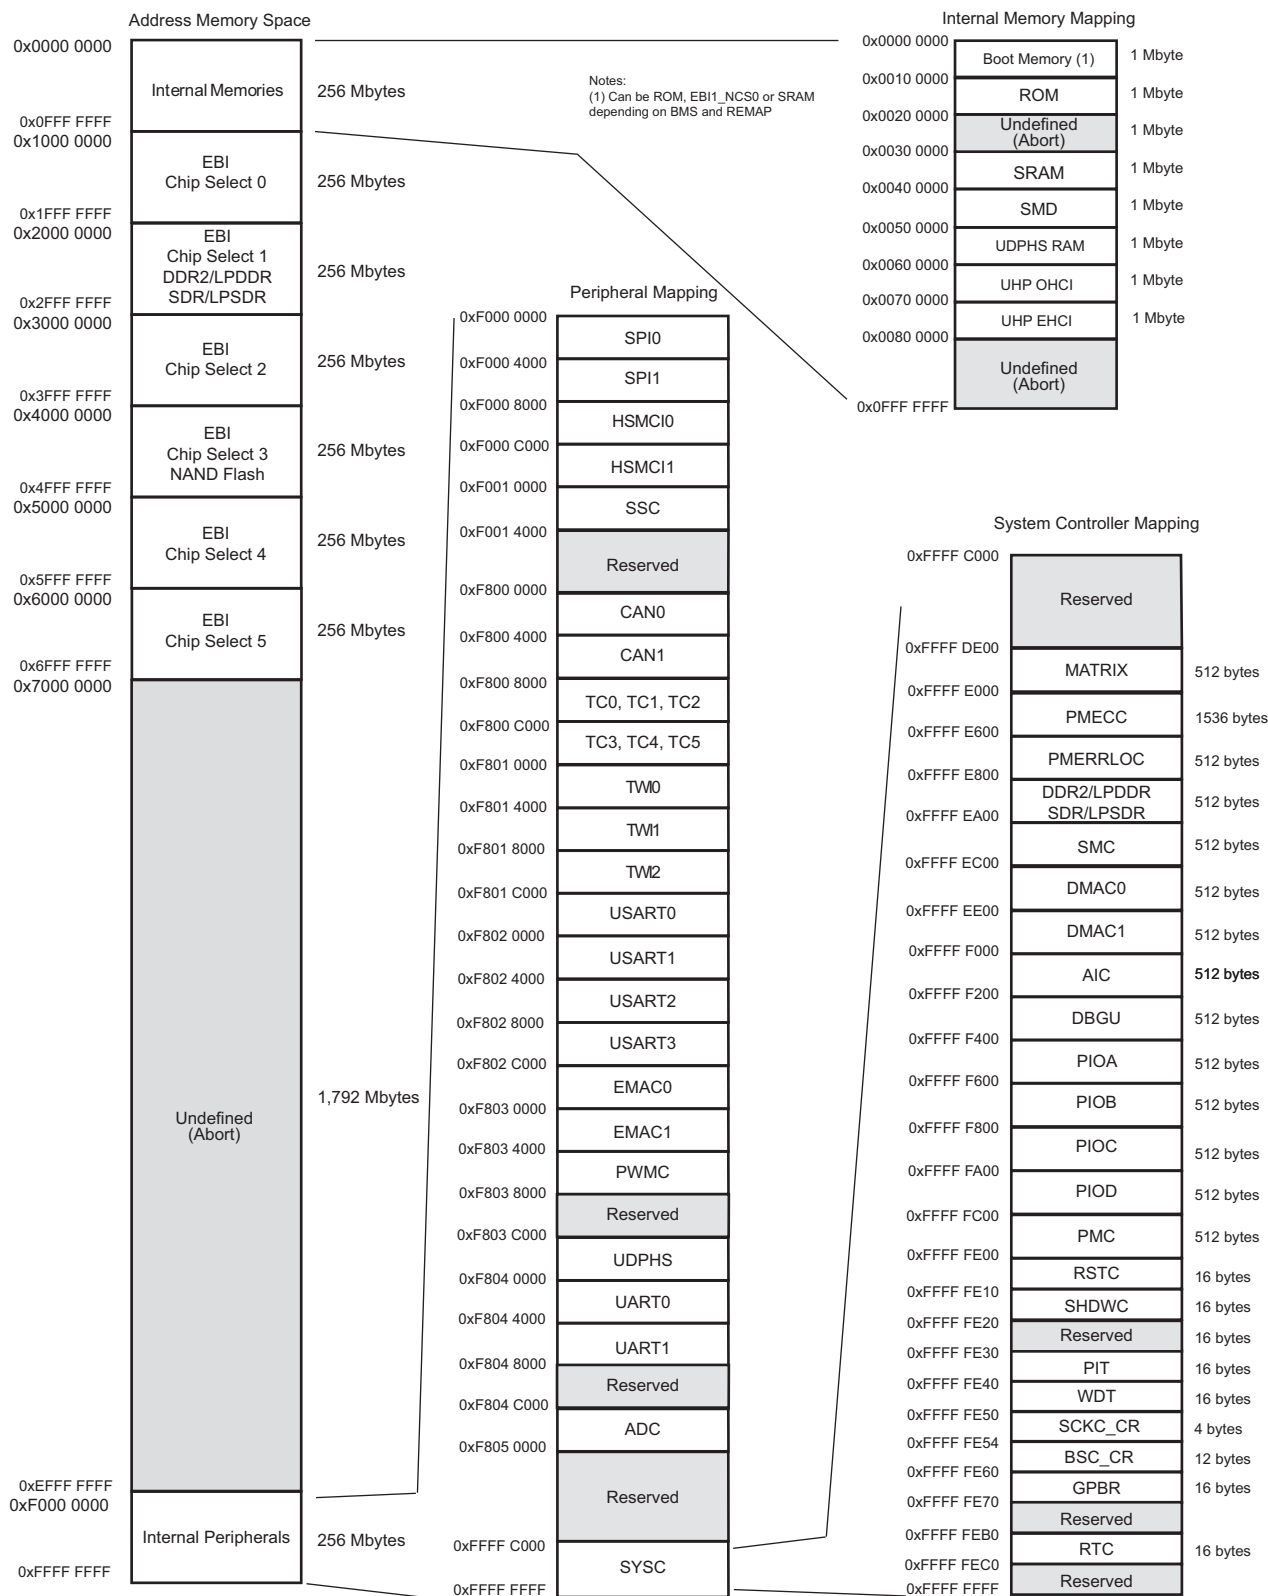 Address Memory Space
0x0000 0000
Internal Memories
256 Mbytes
0x0FFF FFFF
0x1000 0000
EBI
Chip Select 0
256 Mbytes
0x1FFF FFFF
0x2000 0000
EBI
Chip Select 1
DDR2/LPDDR
SDR/LPSDR
256 Mbytes
0x2FFF FFFF
0x3000 0000
EBI
Chip Select 2
256 Mbytes
0x3FFF FFFF
0x4000 0000
EBI
Chip Select 3
NAND Flash
256 Mbytes
0x4FFF FFFF
0x5000 0000
EBI
Chip Select 4
256 Mbytes
0x5FFF FFFF
0x6000 0000
EBI
Chip Select 5
256 Mbytes
0x6FFF FFFF
0x7000 0000
Undefined
(Abort)
1,792 Mbytes
0xEFFF FFFF
0xF000 0000
Internal Peripherals
256 Mbytes
0xFFFF FFFF
Notes:
(1) Can be ROM, EBI1_NCS0 or SRAM
depending on BMS and REMAP
Peripheral Mapping
0xF000 0000
SPI0
0xF000 4000
SPI1
0xF000 8000
HSMCI0
0xF000 C000
HSMCI1
0xF001 0000
SSC
0xF001 4000
Reserved
0xF800 0000
CAN0
0xF800 4000
CAN1
0xF800 8000
TC0, TC1, TC2
0xF800 C000
TC3, TC4, TC5
0xF801 0000
TWI0
0xF801 4000
TWI1
0xF801 8000
TWI2
0xF801 C000
USART0
0xF802 0000
USART1
0xF802 4000
USART2
0xF802 8000
USART3
0xF802 C000
EMAC0
0xF803 0000
EMAC1
0xF803 4000
PWMC
0xF803 8000
Reserved
0xF803 C000
UDPHS
0xF804 0000
UART0
0xF804 4000
UART1
0xF804 8000
Reserved
0xF804 C000
ADC
0xF805 0000
Reserved
0xFFFF C000
SYSC
0xFFFF FFFF
Internal Memory Mapping
0x0000 0000
Boot Memory (1)
1 Mbyte
0x0010 0000
ROM
1 Mbyte
0x0020 0000
Undefined
(Abort)
1 Mbyte
0x0030 0000
SRAM
1 Mbyte
0x0040 0000
SMD
1 Mbyte
0x0050 0000
UDPHS RAM
1 Mbyte
0x0060 0000
UHP OHCI
1 Mbyte
0x0070 0000
UHP EHCI
1 Mbyte
0x0080 0000
Undefined
(Abort)
0x0FFF FFFF
System Controller Mapping
0xFFFF C000
Reserved
0xFFFF DE00
MATRIX
512 bytes
0xFFFF E000
PMECC
1536 bytes
0xFFFF E600
PMERRLOC
512 bytes
0xFFFF E800
DDR2/LPDDR
SDR/LPSDR
512 bytes
0xFFFF EA00
SMC
512 bytes
0xFFFF EC00
DMAC0
512 bytes
0xFFFF EE00
DMAC1
512 bytes
0xFFFF F000
AIC
512 bytes
0xFFFF F200
DBGU
512 bytes
0xFFFF F400
PIOA
512 bytes
0xFFFF F600
PIOB
512 bytes
0xFFFF F800
PIOC
512 bytes
0xFFFF FA00
PIOD
512 bytes
0xFFFF FC00
PMC
512 bytes
0xFFFF FE00
RSTC
16 bytes
0xFFFF FE10
SHDWC
16 bytes
0xFFFF FE20
Reserved
16 bytes
0xFFFF FE30
PIT
16 bytes
0xFFFF FE40
WDT
16 bytes
0xFFFF FE50
SCKC_CR
4 bytes
0xFFFF FE54
BSC_CR
12 bytes
0xFFFF FE60
GPBR
16 bytes
0xFFFF FE70
Reserved
0xFFFF FEB0
RTC
16 bytes
0xFFFF FEC0
Reserved
0xFFFF FFFF